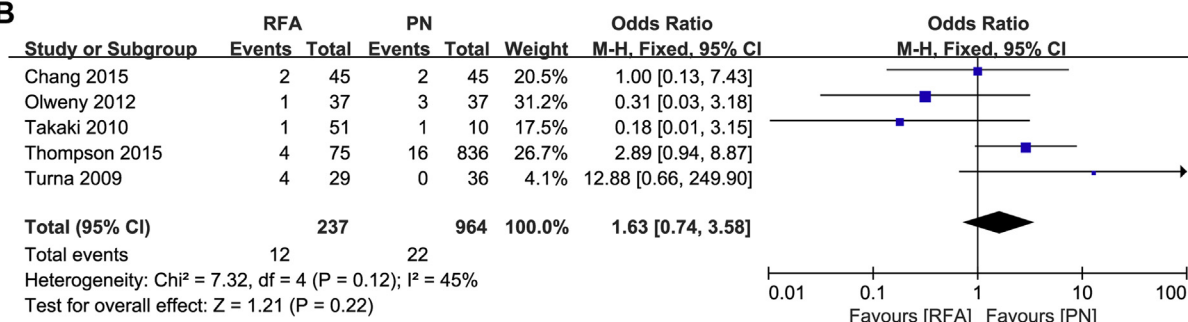 B
RFA PN Odds Ratio Odds Ratio
Study or Subgroup Events Total Events Total Weight M-H, Fixed, 95% CI M-H, Fixed, 95% CI
Chang 2015 2 45 2 45 20.5% 1.00 [0.13, 7.43]
Olweny 2012 1 37 3 37 31.2% 0.31 [0.03, 3.18]
Takaki 2010 1 51 1 10 17.5% 0.18 [0.01, 3.15]
Thompson 2015 4 75 16 836 26.7% 2.89 [0.94, 8.87]
Turna 2009 4 29 0 36 4.1% 12.88 [0.66, 249.90]
Total (95% CI) 237 964 100.0% 1.63 [0.74, 3.58]
Total events 12 22
Heterogeneity: Chi² = 7.32, df = 4 (P = 0.12); I² = 45%
Test for overall effect: Z = 1.21 (P = 0.22)
0.01 0.1 1 10 100
Favours [RFA] Favours [PN]